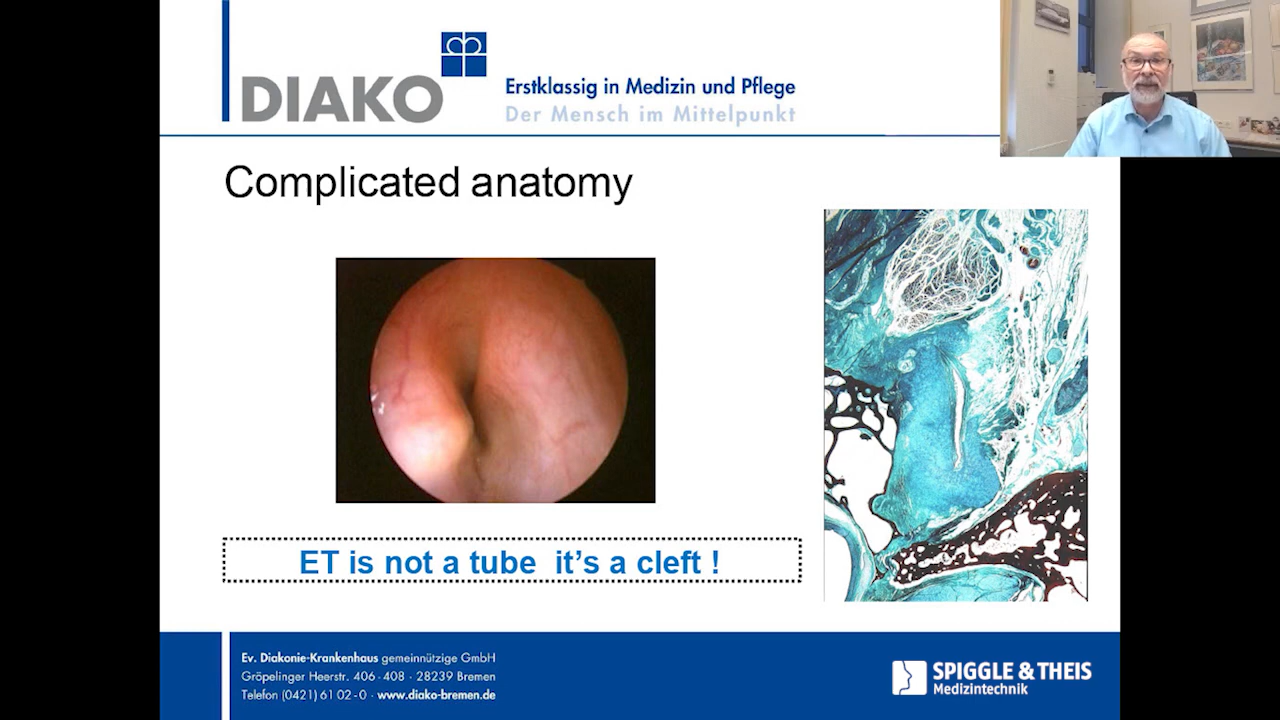 DIAKO
Erstklassig in Medizin und Pflege
Der Mensch im Mittelpunkt
Complicated anatomy
ET is not a tube  it’s a cleft !
Ev. Diakonie-Krankenhaus gemeinnützige GmbH
Gröpelinger Heerstr. 406 - 408 · 28239 Bremen
Telefon (0421) 61 02 - 0 · www.diako-bremen.de
SPIGGLE & THEIS
Medizintechnik